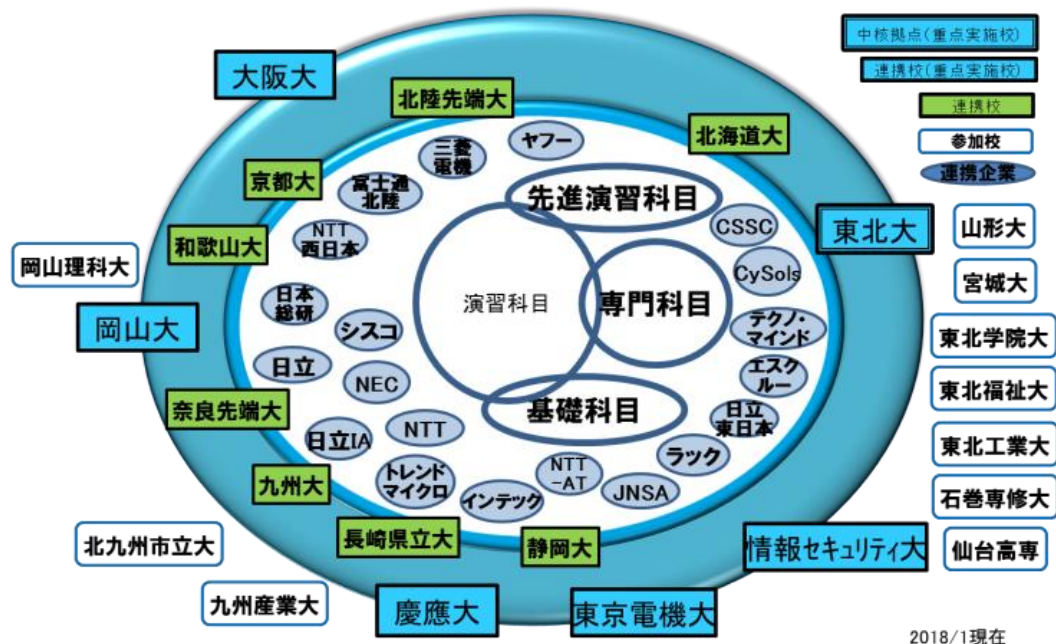 中核拠点(重点実施校)
大阪大
連携校(重点実施校)
北陸先端大
連携校
ヤフー
北海道大
参加校
三菱
電機
京都大
連携企業
富士通
北陸
先進演習科目
CSSC
東北大
山形大
NTT
西日本
和歌山大
岡山理科大
CySols
宮城大
日本
総研
演習科目
専門科目
岡山大
シスコ
テクノ・
マインド
東北学院大
日立
NEC
エスク
ルー
東北福祉大
奈良先端大
基礎科目
日立
東日本
日立IA
NTT
東北工業大
ラック
九州大
トレンド
マイクロ
インテック
NTT
-AT
JNSA
石巻専修大
北九州市立大
長崎県立大
静岡大
情報セキュリティ大
仙台高専
九州産業大
慶應大
東京電機大
2018/1現在